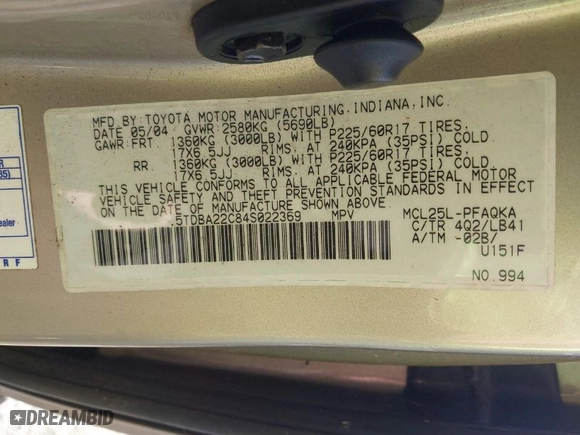 MFD. BY: TOYOTA MOTOR MANUFACTURING, INDIANA, INC.
DATE 05/04 GVWR: 2580KG (5690LB)
GAWR: FRT 1360KG (3000LB) WITH P225/60R17 TIRES,
17X6.5JJ RIMS, AT 240KPA (35PSI) COLD.
RR. 1360KG (3000LB) WITH P225/60R17 TIRES,
17X6.5JJ RIMS, AT 240KPA (35PSI) COLD.
THIS VEHICLE CONFORMS TO ALL APPLICABLE FEDERAL MOTOR
VEHICLE SAFETY AND THEFT PREVENTION STANDARDS IN EFFECT
ON THE DATE OF MANUFACTURE SHOWN ABOVE.
5TDBA22C84S022369 MPV
MCL25L-PFAQKA
C/TR 4Q2/LB41
A/TM -02B/
U151F
NO.994
R
35)
ealer
S R F
DREAMBID